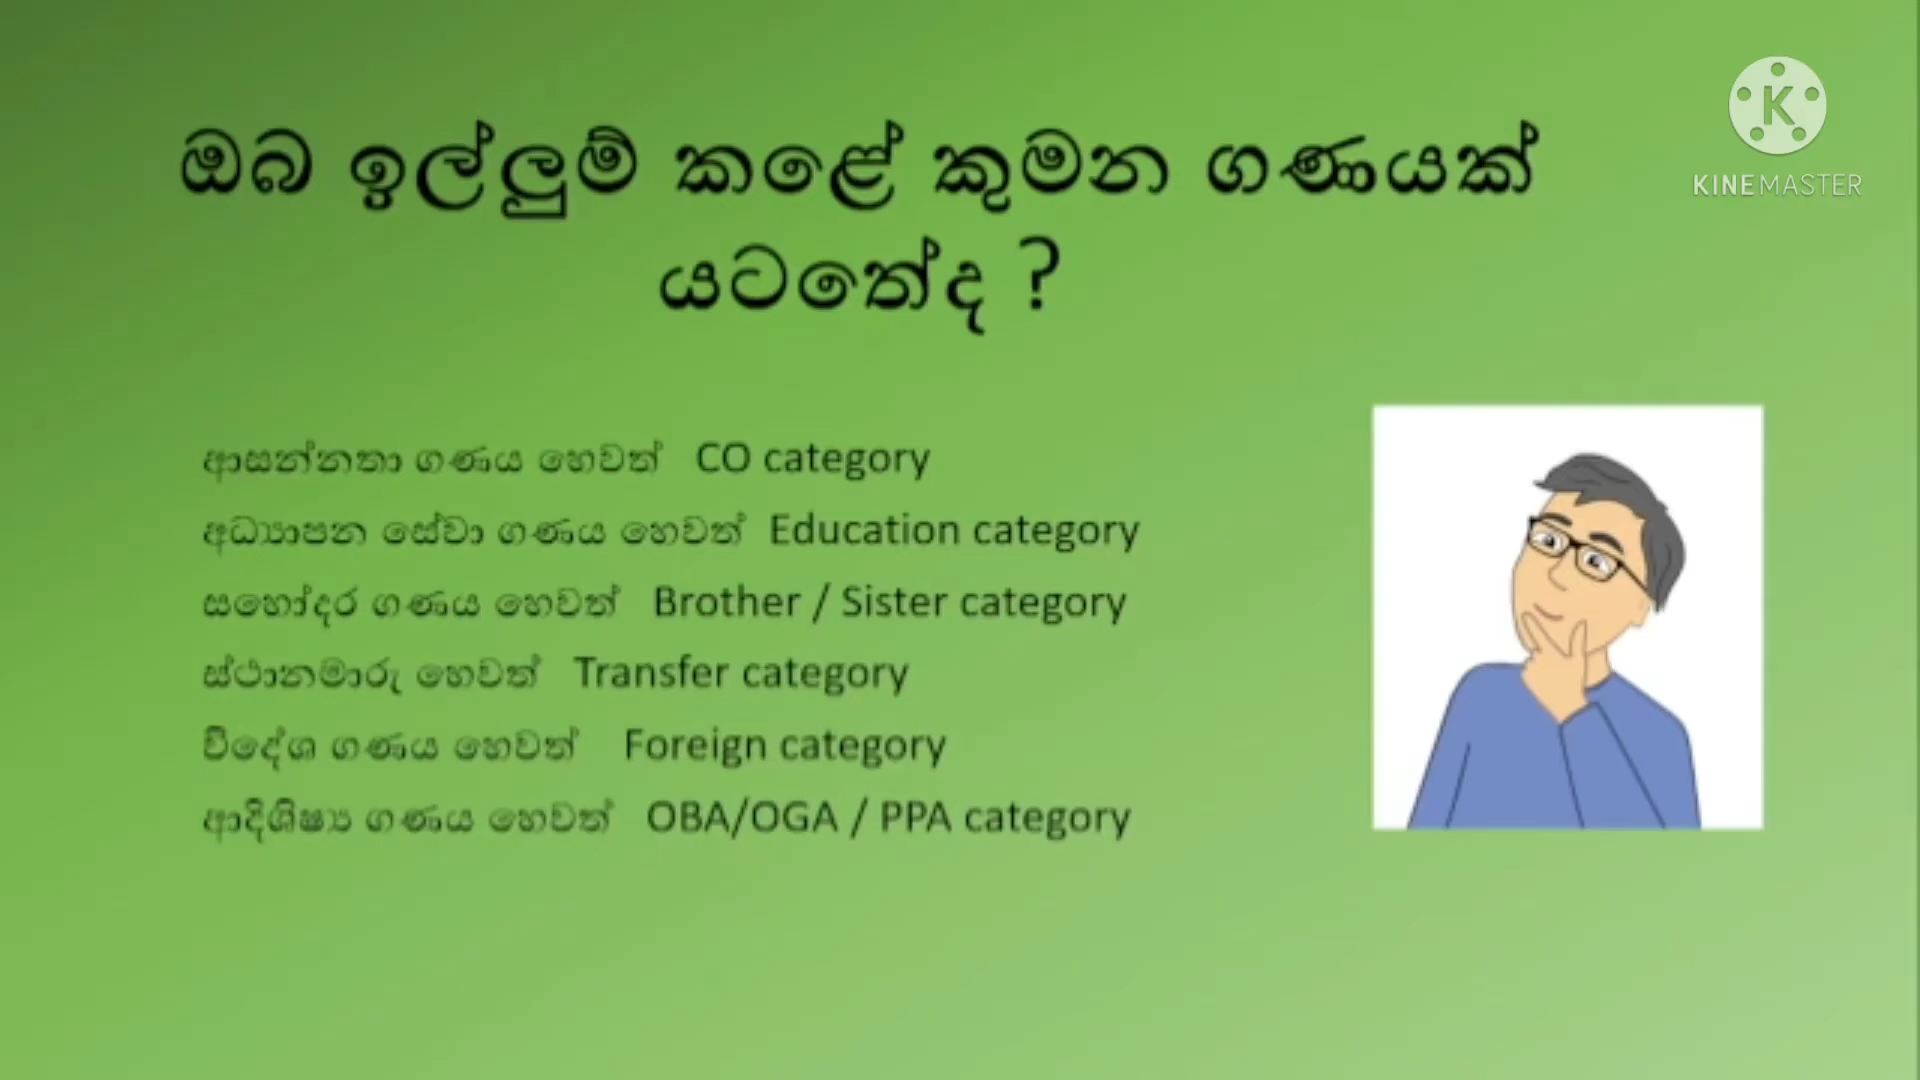 ඔබ ඉල්ලුම් කළේ කුමන ගණයක්
යටතේද ?
ආසන්නතා ගණය හෙවත් CO category
අධ්‍යාපන සේවා ගණය හෙවත් Education category
සහෝදර ගණය හෙවත් Brother / Sister category
ස්ථානමාරු හෙවත් Transfer category
විදේශ ගණය හෙවත් Foreign category
ආදිශිෂ්‍ය ගණය හෙවත් OBA/OGA / PPA category
K
KINEMASTER